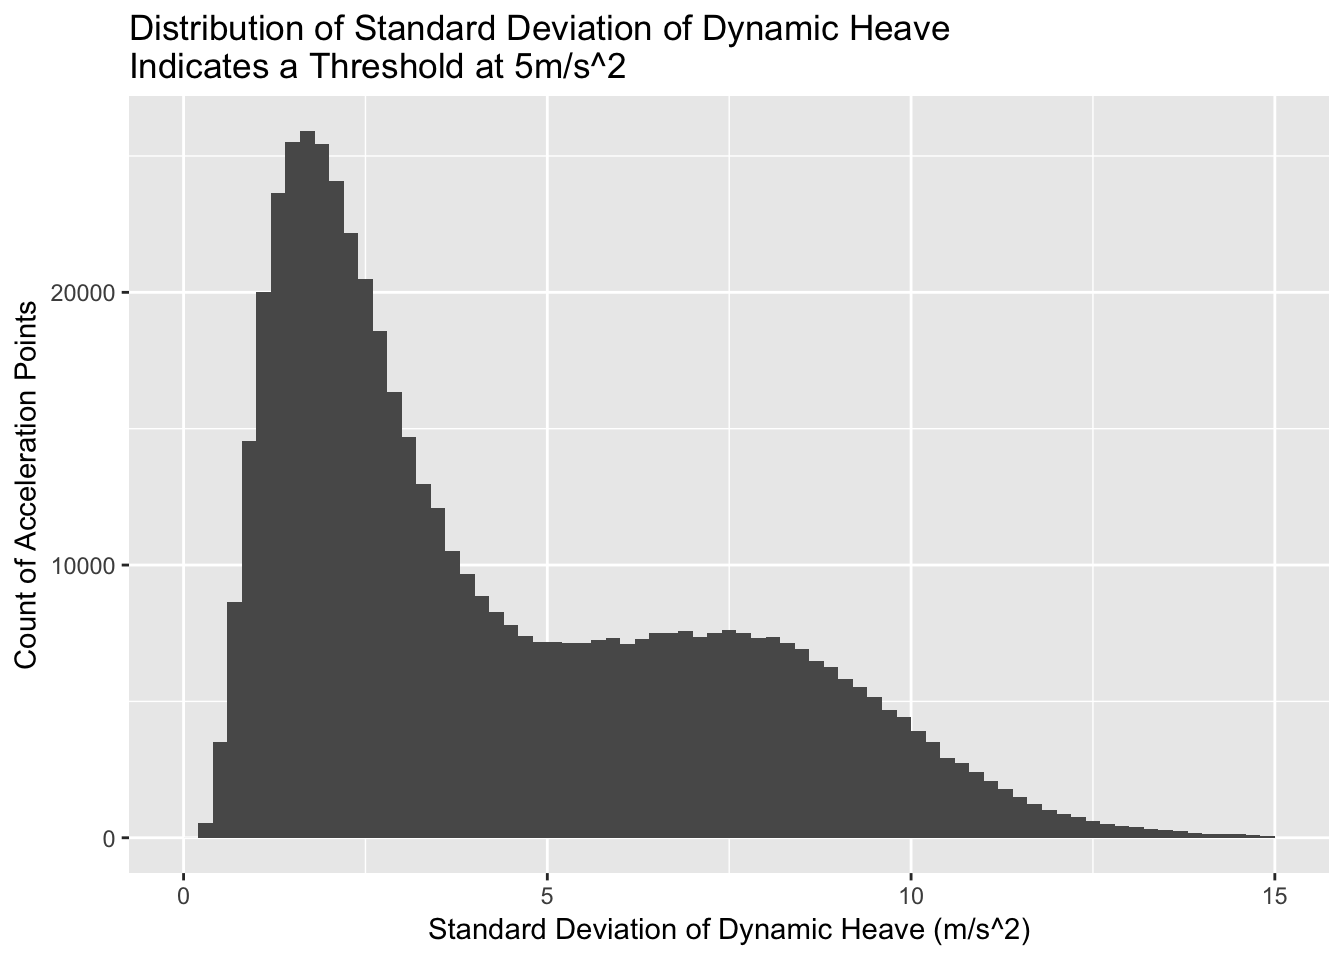 Distribution of Standard Deviation of Dynamic Heave
Indicates a Threshold at 5m/s^2
Count of Acceleration Points
20000
10000
0
0
5
10
15
Standard Deviation of Dynamic Heave (m/s^2)